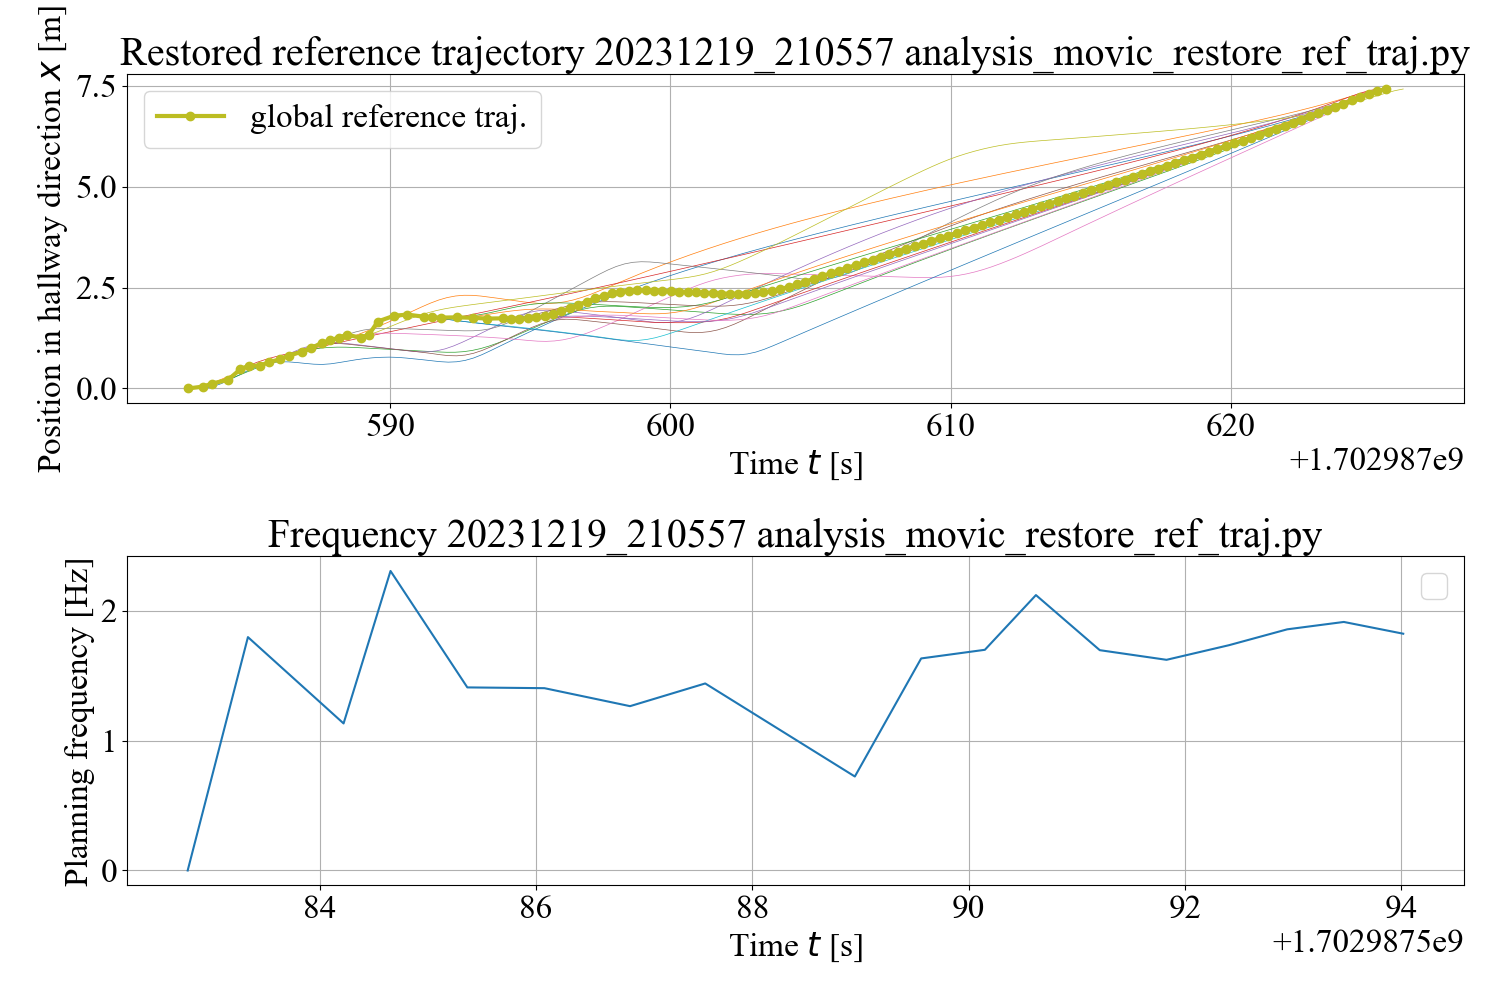 Restored reference trajectory 20231219_210557 analysis_movic_restore_ref_traj.py
Position in hallway direction x [m]
7.5
5.0
2.5
0.0
global reference traj.
590 600 610 620
Time t [s]
+1.702987e9
Frequency 20231219_210557 analysis_movic_restore_ref_traj.py
Planning frequency [Hz]
2
1
0
84 86 88 90 92 94
Time t [s]
+1.7029875e9